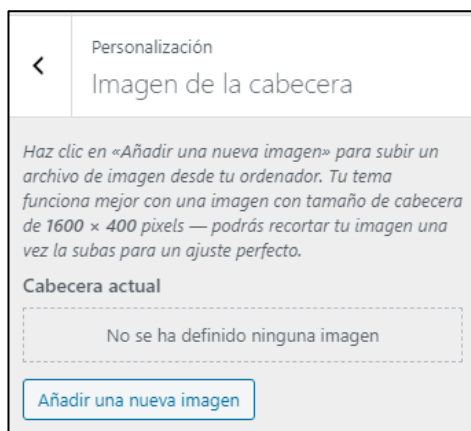 Personalización
Imagen de la cabecera
Haz clic en «Añadir una nueva imagen» para subir un
archivo de imagen desde tu ordenador. Tu tema
funciona mejor con una imagen con tamaño de cabecera
de 1600 × 400 pixels — podrás recortar tu imagen una
vez la subas para un ajuste perfecto.
Cabecera actual
No se ha definido ninguna imagen
Añadir una nueva imagen